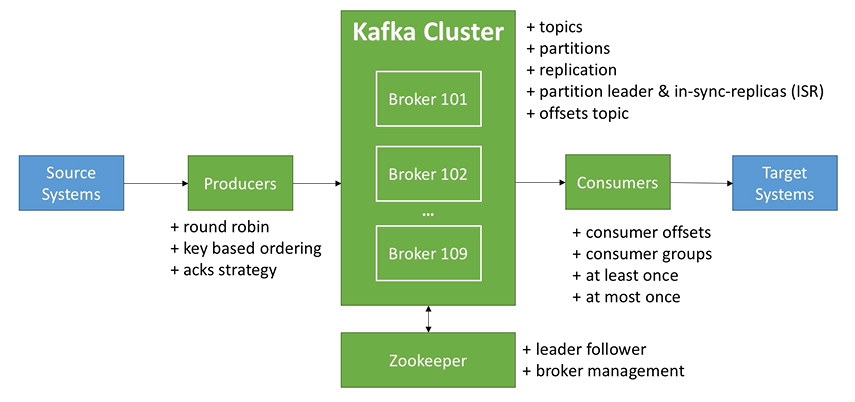 Kafka Cluster
Broker 101
Broker 102
...
Broker 109
+ topics
+ partitions
+ replication
+ partition leader & in-sync-replicas (ISR)
+ offsets topic
Source
Systems
Producers
+ round robin
+ key based ordering
+ acks strategy
Consumers
+ consumer offsets
+ consumer groups
+ at least once
+ at most once
Target
Systems
Zookeeper
+ leader follower
+ broker management